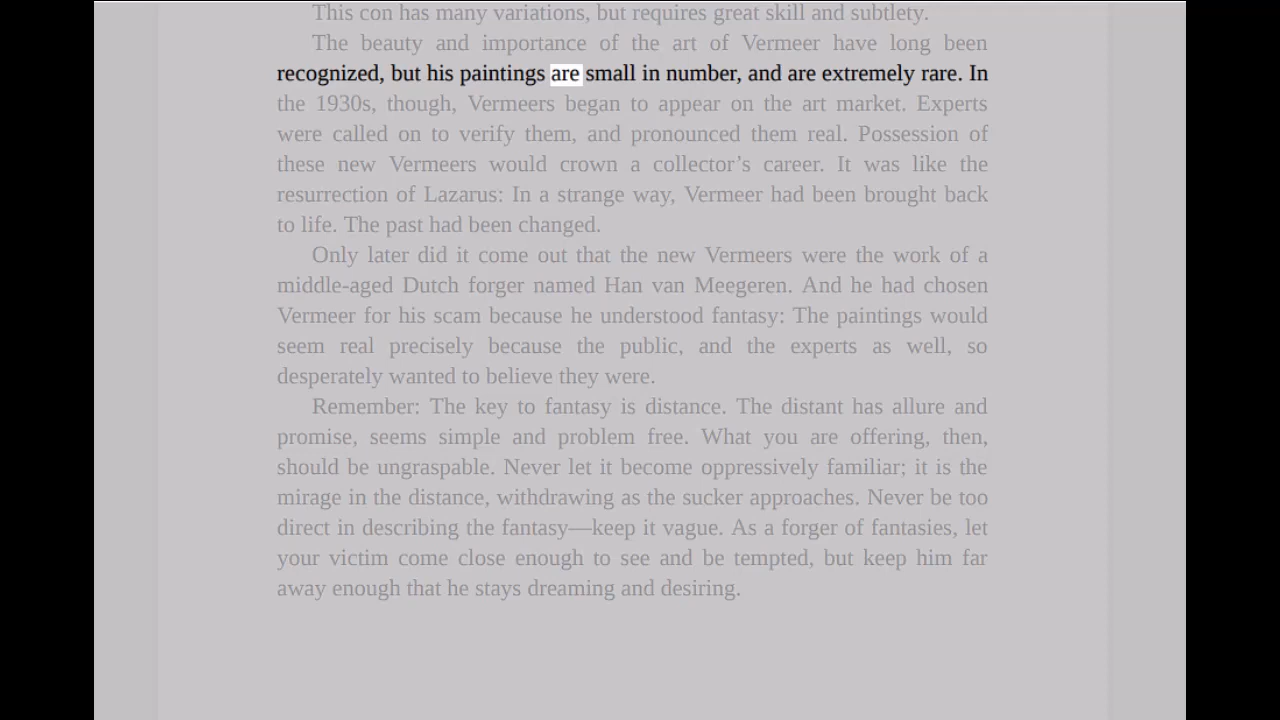 This con has many variations, but requires great skill and subtlety.
The beauty and importance of the art of Vermeer have long been
recognized, but his paintings are small in number, and are extremely rare. In
the 1930s, though, Vermeers began to appear on the art market. Experts
were called on to verify them, and pronounced them real. Possession of
these new Vermeers would crown a collector’s career. It was like the
resurrection of Lazarus: In a strange way, Vermeer had been brought back
to life. The past had been changed.
Only later did it come out that the new Vermeers were the work of a
middle-aged Dutch forger named Han van Meegeren. And he had chosen
Vermeer for his scam because he understood fantasy: The paintings would
seem real precisely because the public, and the experts as well, so
desperately wanted to believe they were.
Remember: The key to fantasy is distance. The distant has allure and
promise, seems simple and problem free. What you are offering, then,
should be ungraspable. Never let it become oppressively familiar; it is the
mirage in the distance, withdrawing as the sucker approaches. Never be too
direct in describing the fantasy—keep it vague. As a forger of fantasies, let
your victim come close enough to see and be tempted, but keep him far
away enough that he stays dreaming and desiring.